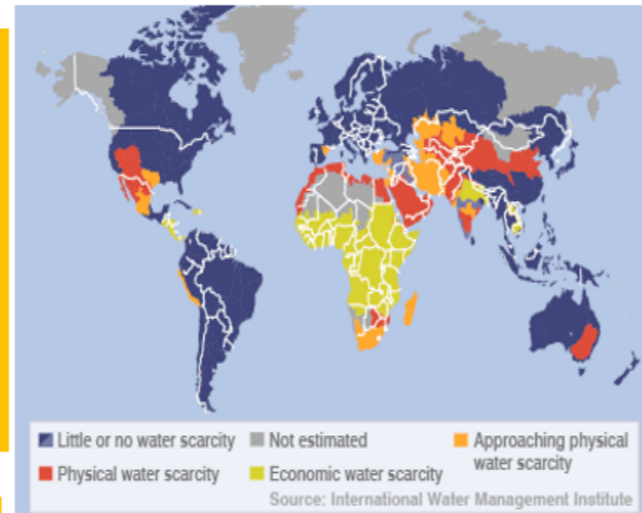 Little or no water scarcity
Not estimated
Approaching physical
water scarcity
Physical water scarcity
Economic water scarcity
Source: International Water Management Institute